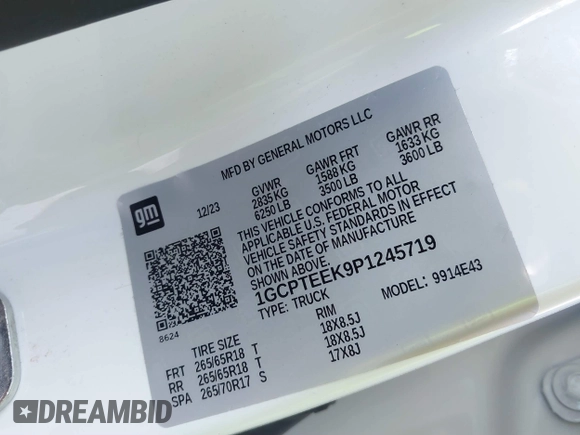 MFD BY GENERAL MOTORS LLC
gm
12/23
GVWR GAWR FRT GAWR RR
2835 KG 1588 KG 1633 KG
6250 LB 3500 LB 3600 LB
THIS VEHICLE CONFORMS TO ALL
APPLICABLE U.S. FEDERAL MOTOR
VEHICLE SAFETY STANDARDS IN EFFECT
ON THE DATE OF MANUFACTURE
SHOWN ABOVE.
1GCPTEEK9P1245719
TYPE: TRUCK MODEL: 9914E43
8624
TIRE SIZE RIM
FRT 265/65R18 T 18X8.5J
RR 265/65R18 T 18X8.5J
SPA 265/70R17 S 17X8J
DREAMBID